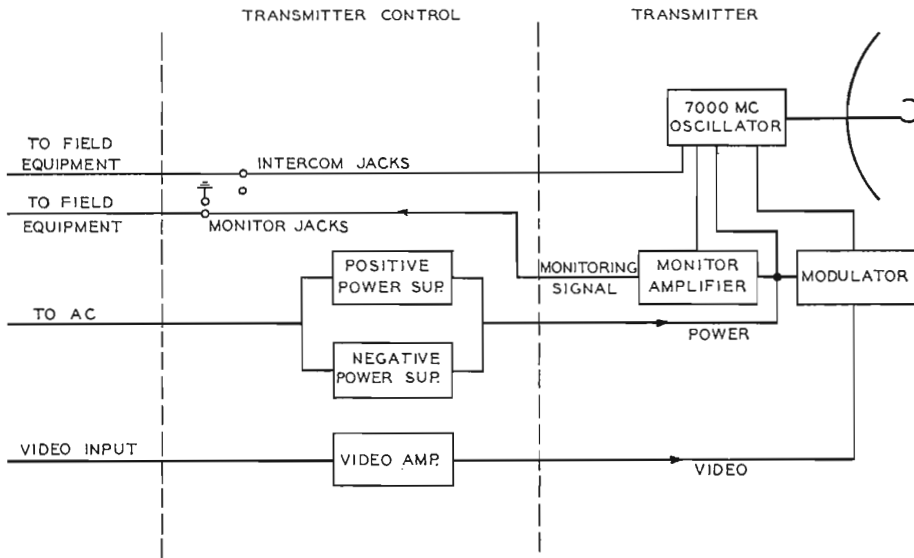 TRANSMITTER CONTROL
TRANSMITTER
7000 MC
OSCILLATOR
TO FIELD
EQUIPMENT
INTERCOM JACKS
TO FIELD
EQUIPMENT
MONITOR JACKS
POSITIVE
POWER SUP.
MONITORING
SIGNAL
MONITOR
AMPLIFIER
MODULATOR
TO AC
POWER
NEGATIVE
POWER SUP.
VIDEO INPUT
VIDEO AMP.
VIDEO